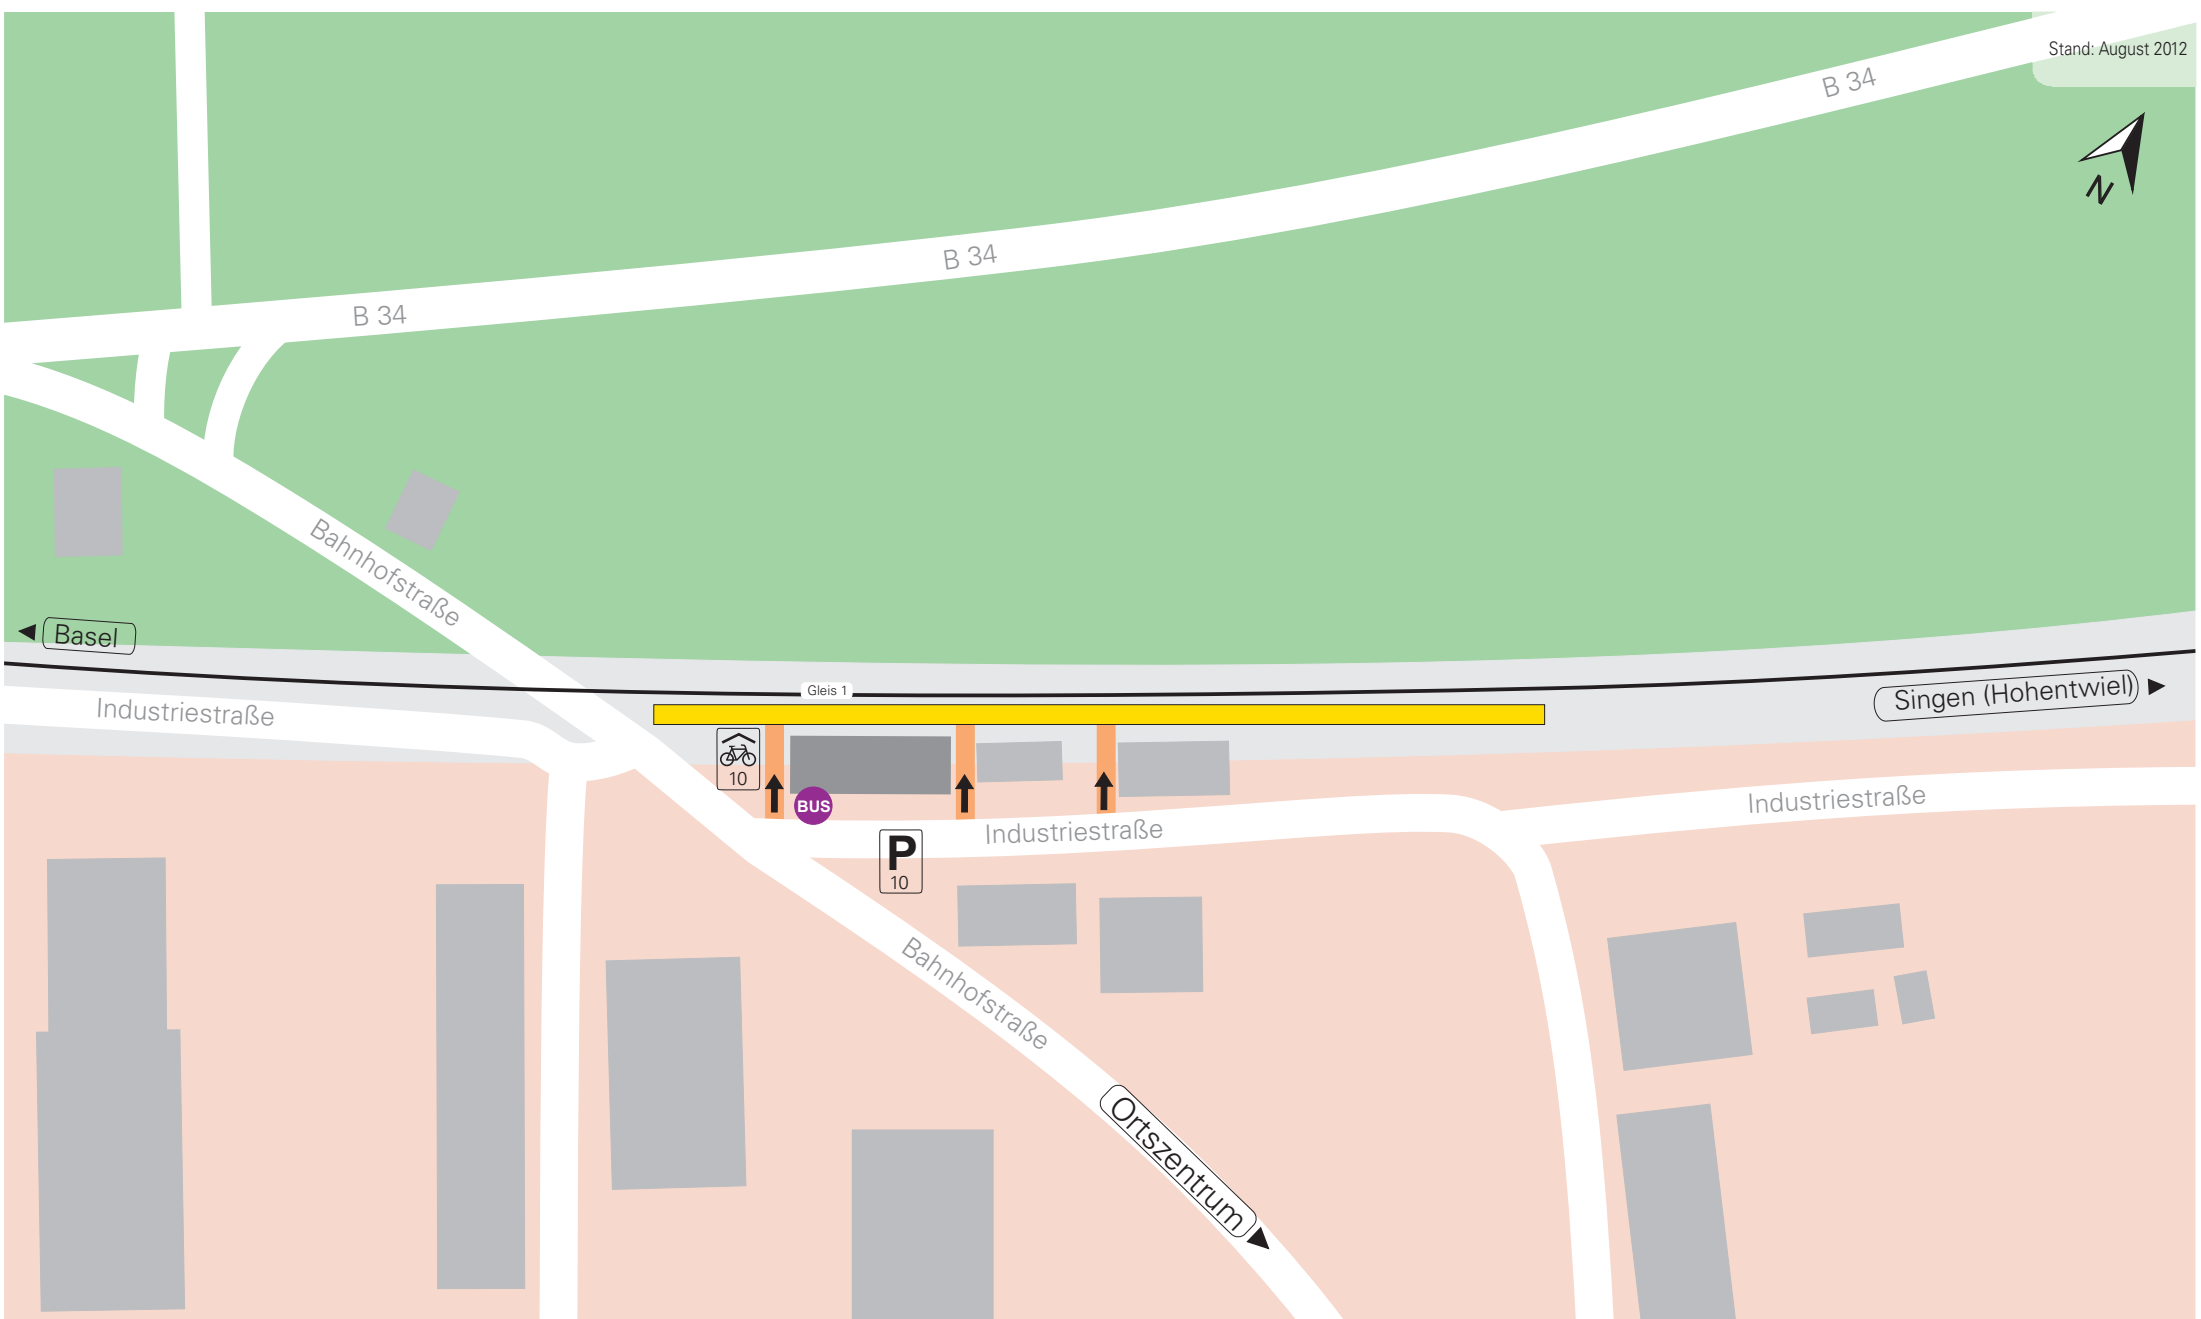 Stand: August 2012
B 34
N
B 34
B 34
Bahnhofstraße
Basel
Singen (Hohentwiel)
Gleis 1
Industriestraße
10
BUS
Industriestraße
Industriestraße
P
10
Bahnhofstraße
Ortszentrum